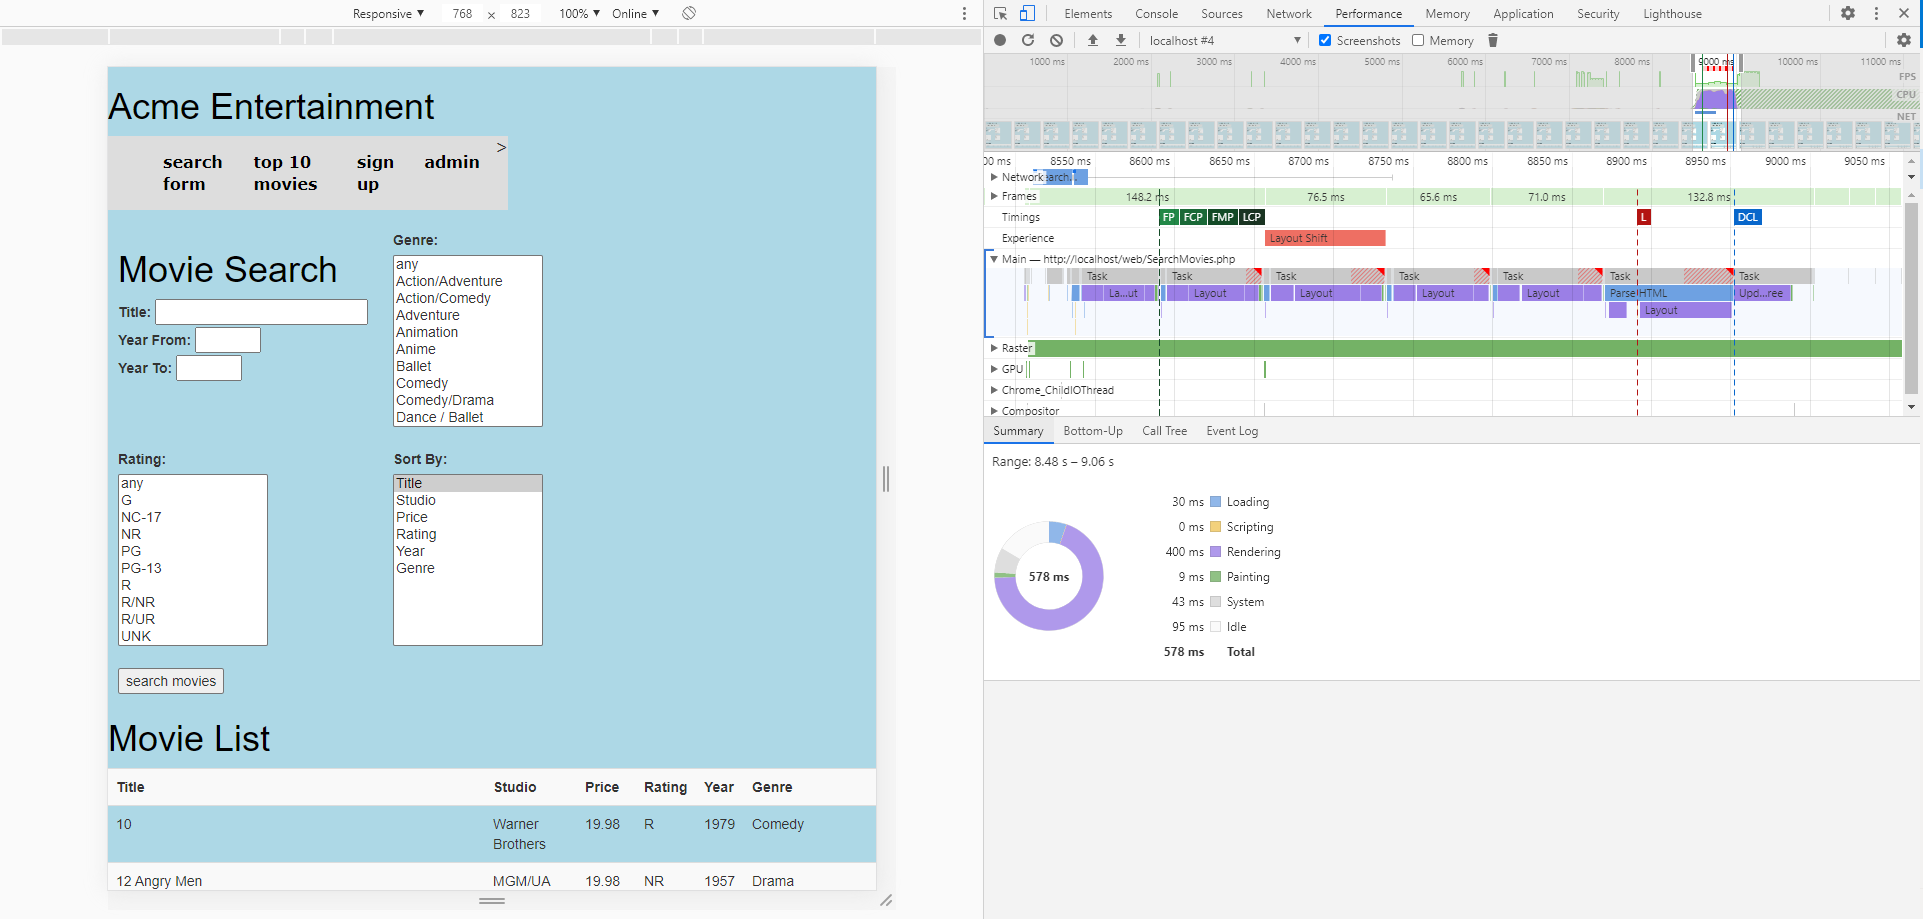 Responsive ▼ 768 × 823 100% ▼ Online ▼
Acme Entertainment
search form top 10 movies sign up admin >
Movie Search
Title:
Year From:
Year To:
Genre:
any
Action/Adventure
Action/Comedy
Adventure
Animation
Anime
Ballet
Comedy
Comedy/Drama
Dance / Ballet
Rating:
any
G
NC-17
NR
PG
PG-13
R
R/NR
R/UR
UNK
Sort By:
Title
Studio
Price
Rating
Year
Genre
search movies
Movie List
Title Studio Price Rating Year Genre
10 Warner Brothers 19.98 R 1979 Comedy
12 Angry Men MGM/UA 19.98 NR 1957 Drama
Elements Console Sources Network Performance Memory Application Security Lighthouse
localhost #4 ▼ Screenshots Memory
1000 ms 2000 ms 3000 ms 4000 ms 5000 ms 6000 ms 7000 ms 8000 ms 9000 ms 10000 ms 11000 ms
FPS
CPU
NET
00 ms 8550 ms 8600 ms 8650 ms 8700 ms 8750 ms 8800 ms 8850 ms 8900 ms 8950 ms 9000 ms 9050 ms
Network earch…
Frames 148.2 ms 76.5 ms 65.6 ms 71.0 ms 132.8 ms
Timings FP FCP FMP LCP L DCL
Experience Layout Shift
Main — http://localhost/web/SearchMovies.php
Task Task Task Task Task Task Task
La…ut Layout Layout Layout Layout Parse HTML Upd…ree
Layout
Raster
GPU
Chrome_ChildIOThread
Compositor
Summary Bottom-Up Call Tree Event Log
Range: 8.48 s – 9.06 s
578 ms
30 ms Loading
0 ms Scripting
400 ms Rendering
9 ms Painting
43 ms System
95 ms Idle
578 ms Total